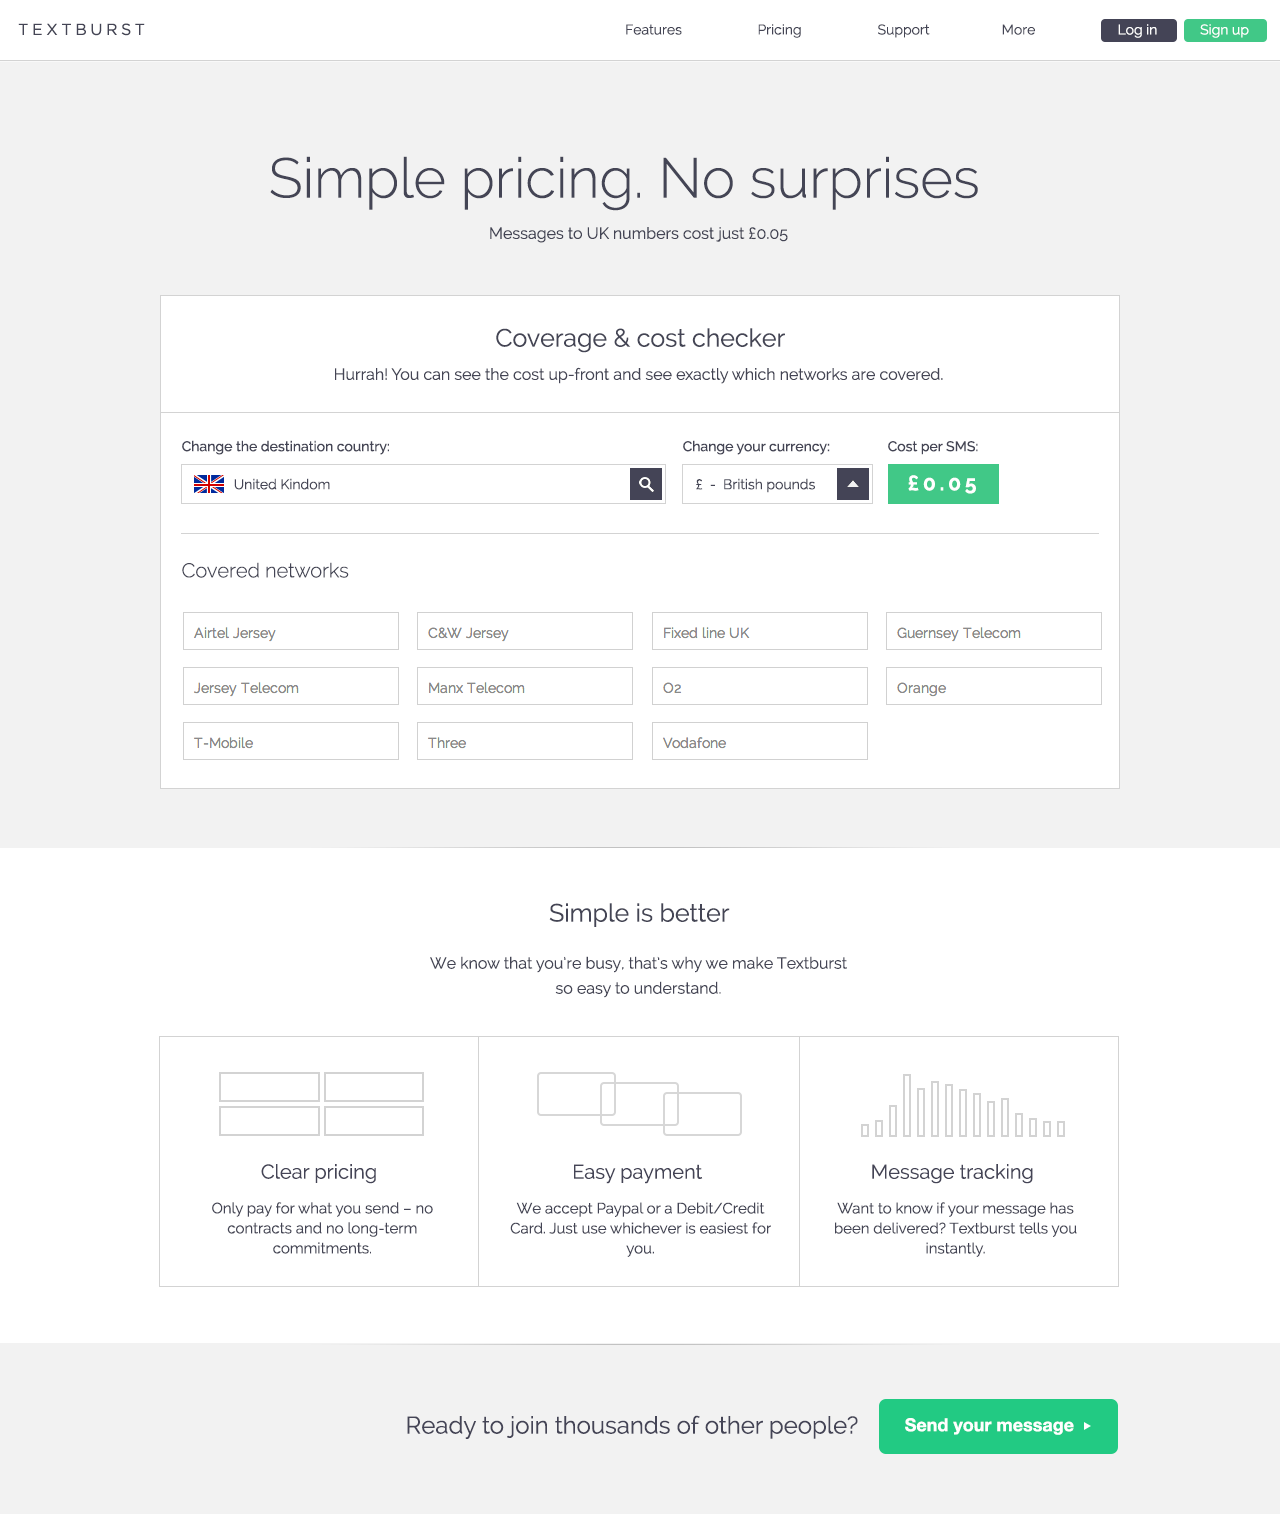 TEXTBURST
Features
Pricing
Support
More
Log in
Sign up
Simple pricing. No surprises
Messages to UK numbers cost just £0.05
Coverage & cost checker
Hurrah! You can see the cost up-front and see exactly which networks are covered.
Change the destination country:
Change your currency:
Cost per SMS:
United Kindom
£ - British pounds
£0.05
Covered networks
Airtel Jersey
C&W Jersey
Fixed line UK
Guernsey Telecom
Jersey Telecom
Manx Telecom
O2
Orange
T-Mobile
Three
Vodafone
Simple is better
We know that you're busy, that's why we make Textburst
so easy to understand.
Clear pricing
Only pay for what you send – no
contracts and no long-term
commitments.
Easy payment
We accept Paypal or a Debit/Credit
Card. Just use whichever is easiest for
you.
Message tracking
Want to know if your message has
been delivered? Textburst tells you
instantly.
Ready to join thousands of other people?
Send your message